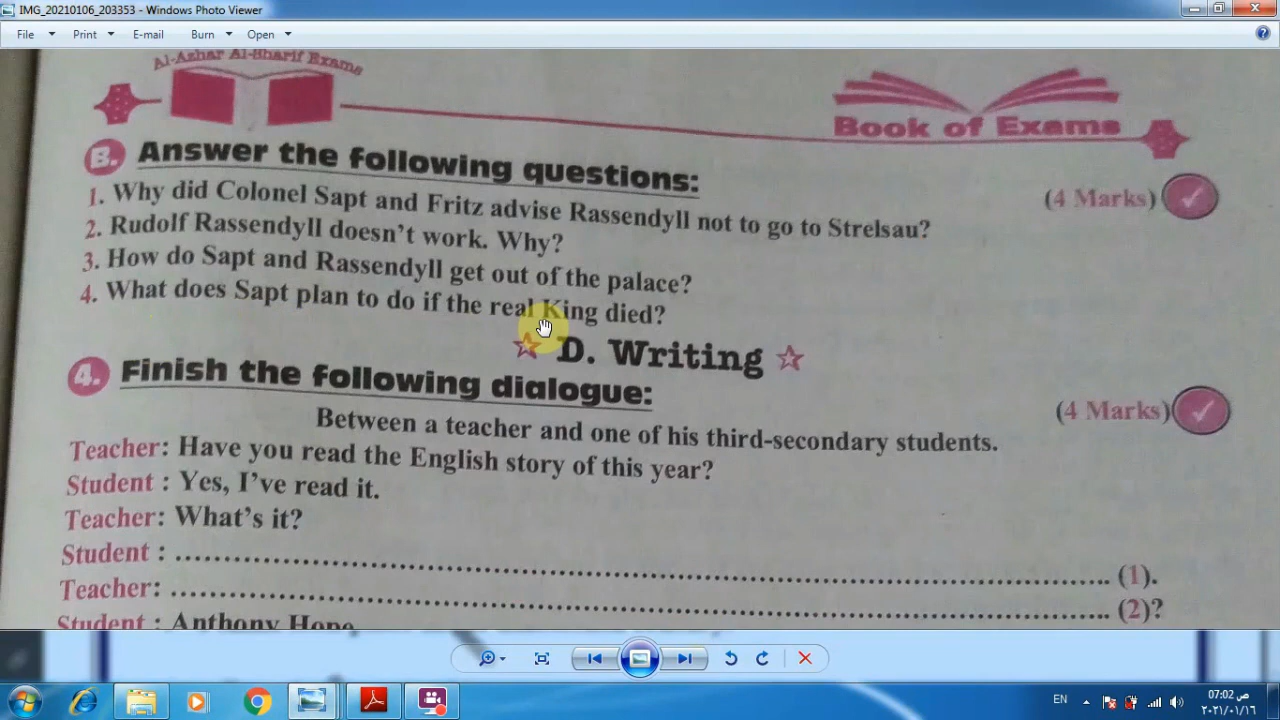 IMG_20210106_203353 - Windows Photo Viewer
File Print E-mail Burn Open
Al-Azhar Al-Sharif Exams
Book of Exams
B. Answer the following questions:
(4 Marks)
1. Why did Colonel Sapt and Fritz advise Rassendyll not to go to Strelsau?
2. Rudolf Rassendyll doesn't work. Why?
3. How do Sapt and Rassendyll get out of the palace?
4. What does Sapt plan to do if the real King died?
D. Writing
4. Finish the following dialogue:
(4 Marks)
Between a teacher and one of his third-secondary students.
Teacher: Have you read the English story of this year?
Student : Yes, I've read it.
Teacher: What's it?
Student : ........................................ (1).
Teacher: ........................................ (2)?
Student : Anthony Hope
EN
07:02 ص
٢٠٢١/٠١/١٦